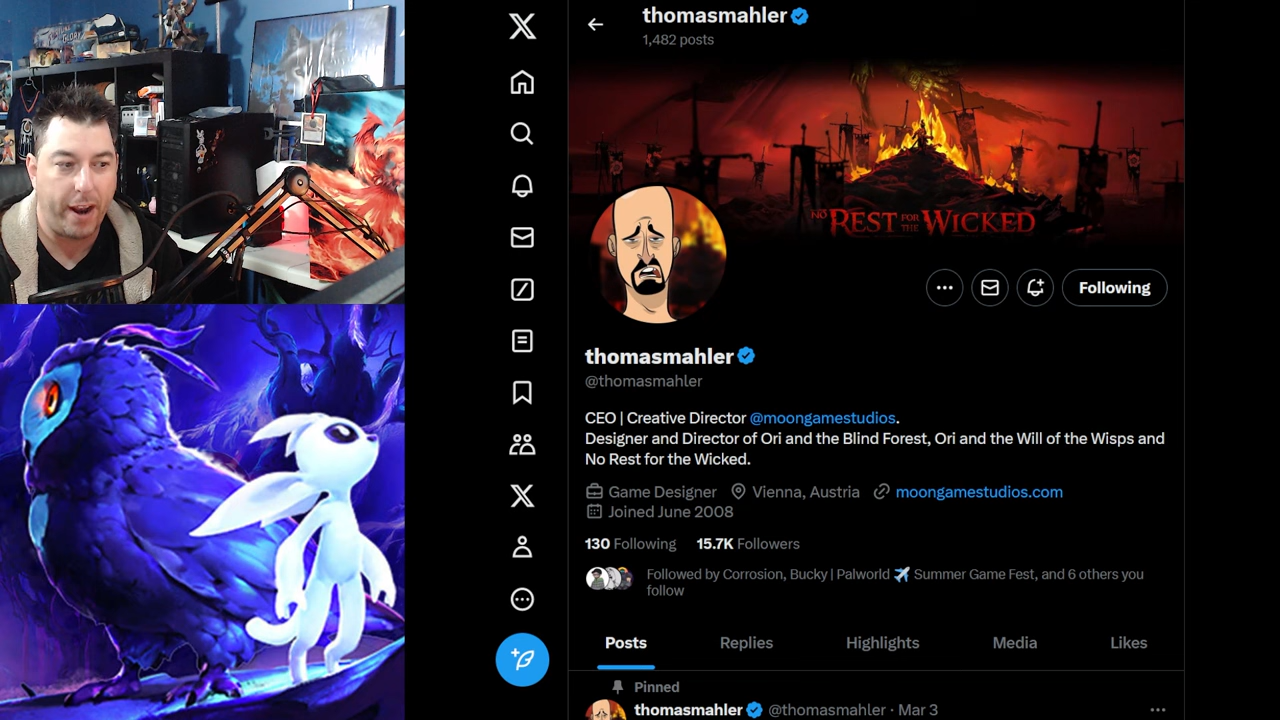 thomasmahler
1,482 posts
NO REST FOR THE WICKED
Following
thomasmahler
@thomasmahler
CEO | Creative Director @moongamestudios.
Designer and Director of Ori and the Blind Forest, Ori and the Will of the Wisps and
No Rest for the Wicked.
Game Designer Vienna, Austria moongamestudios.com
Joined June 2008
130 Following 15.7K Followers
Followed by Corrosion, Bucky | Palworld ✈️ Summer Game Fest, and 6 others you
follow
Posts Replies Highlights Media Likes
Pinned
thomasmahler @thomasmahler · Mar 3